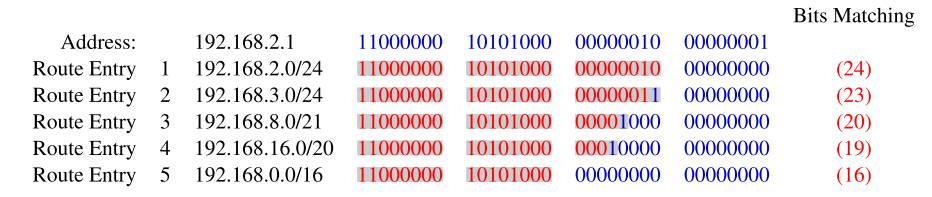 Bits Matching
Address: 192.168.2.1 11000000 10101000 00000010 00000001
Route Entry 1 192.168.2.0/24 11000000 10101000 00000010 00000000 (24)
Route Entry 2 192.168.3.0/24 11000000 10101000 00000011 00000000 (23)
Route Entry 3 192.168.8.0/21 11000000 10101000 00001000 00000000 (20)
Route Entry 4 192.168.16.0/20 11000000 10101000 00010000 00000000 (19)
Route Entry 5 192.168.0.0/16 11000000 10101000 00000000 00000000 (16)